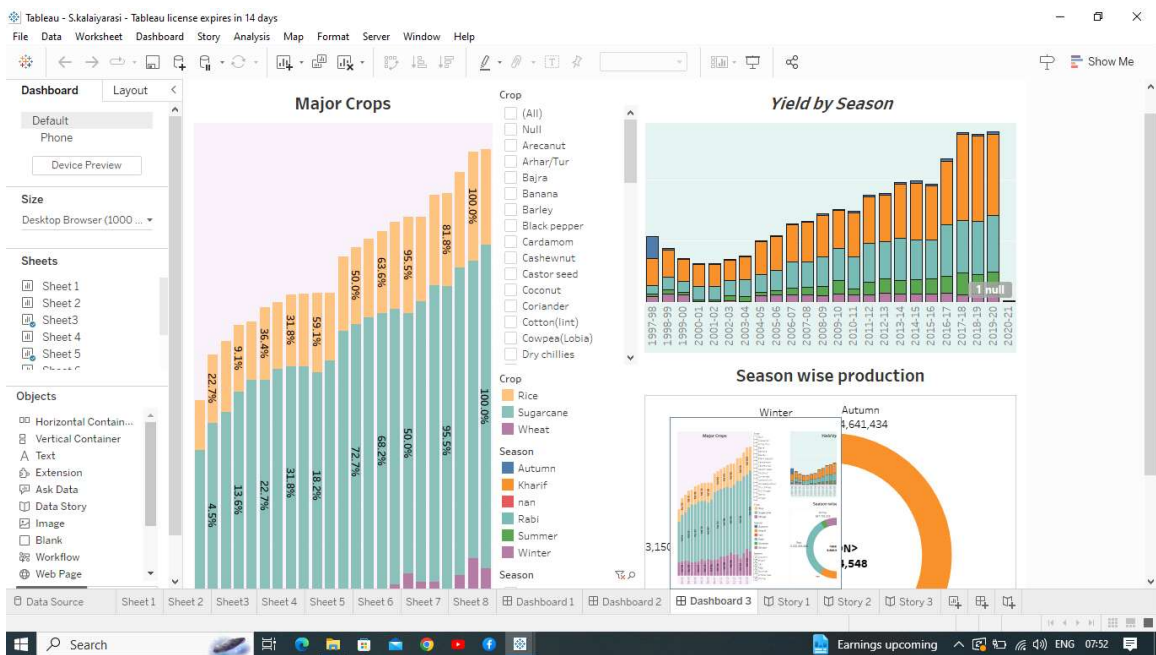 Tableau - S.kalaiyarasi - Tableau license expires in 14 days
File Data Worksheet Dashboard Story Analysis Map Format Server Window Help
Show Me
Dashboard Layout
Default
Phone
Device Preview
Size
Desktop Browser (1000 ...
Sheets
Sheet 1
Sheet 2
Sheet3
Sheet 4
Sheet 5
Objects
Horizontal Contain...
Vertical Container
Text
Extension
Ask Data
Data Story
Image
Blank
Workflow
Web Page
Major Crops
22.7%
9.1%
36.4%
31.8%
59.1%
50.0%
63.6%
95.5%
81.8%
100.0%
4.5%
13.6%
22.7%
31.8%
18.2%
72.7%
68.2%
50.0%
95.5%
100.0%
Crop
(All)
Null
Arecanut
Arhar/Tur
Bajra
Banana
Barley
Black pepper
Cardamom
Cashewnut
Castor seed
Coconut
Coriander
Cotton(lint)
Cowpea(Lobia)
Dry chillies
Crop
Rice
Sugarcane
Wheat
Season
Autumn
Kharif
nan
Rabi
Summer
Winter
Season
Yield by Season
1 null
1997-98
1998-99
1999-00
2000-01
2001-02
2002-03
2003-04
2004-05
2005-06
2006-07
2007-08
2008-09
2009-10
2010-11
2011-12
2012-13
2013-14
2014-15
2015-16
2016-17
2017-18
2018-19
2019-20
2020-21
Season wise production
Winter Autumn
4,641,434
Major Crops
3,150
ON>
4,548
Data Source Sheet 1 Sheet 2 Sheet3 Sheet 4 Sheet 5 Sheet 6 Sheet 7 Sheet 8 Dashboard 1 Dashboard 2 Dashboard 3 Story 1 Story 2 Story 3
Search
Earnings upcoming ENG 07:52